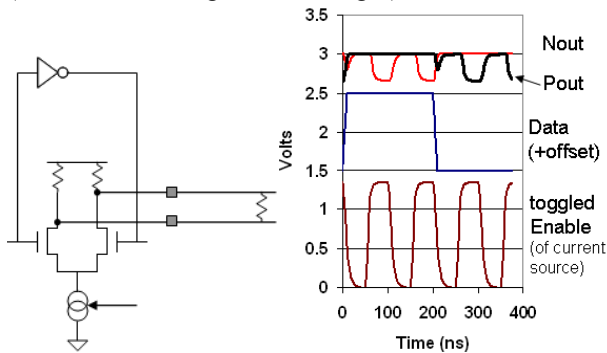 3.5
3
2.5
2
1.5
1
0.5
0
Volts
0 100 200 300 400
Time (ns)
Nout
Pout
Data
(+offset)
toggled
Enable
(of current
source)